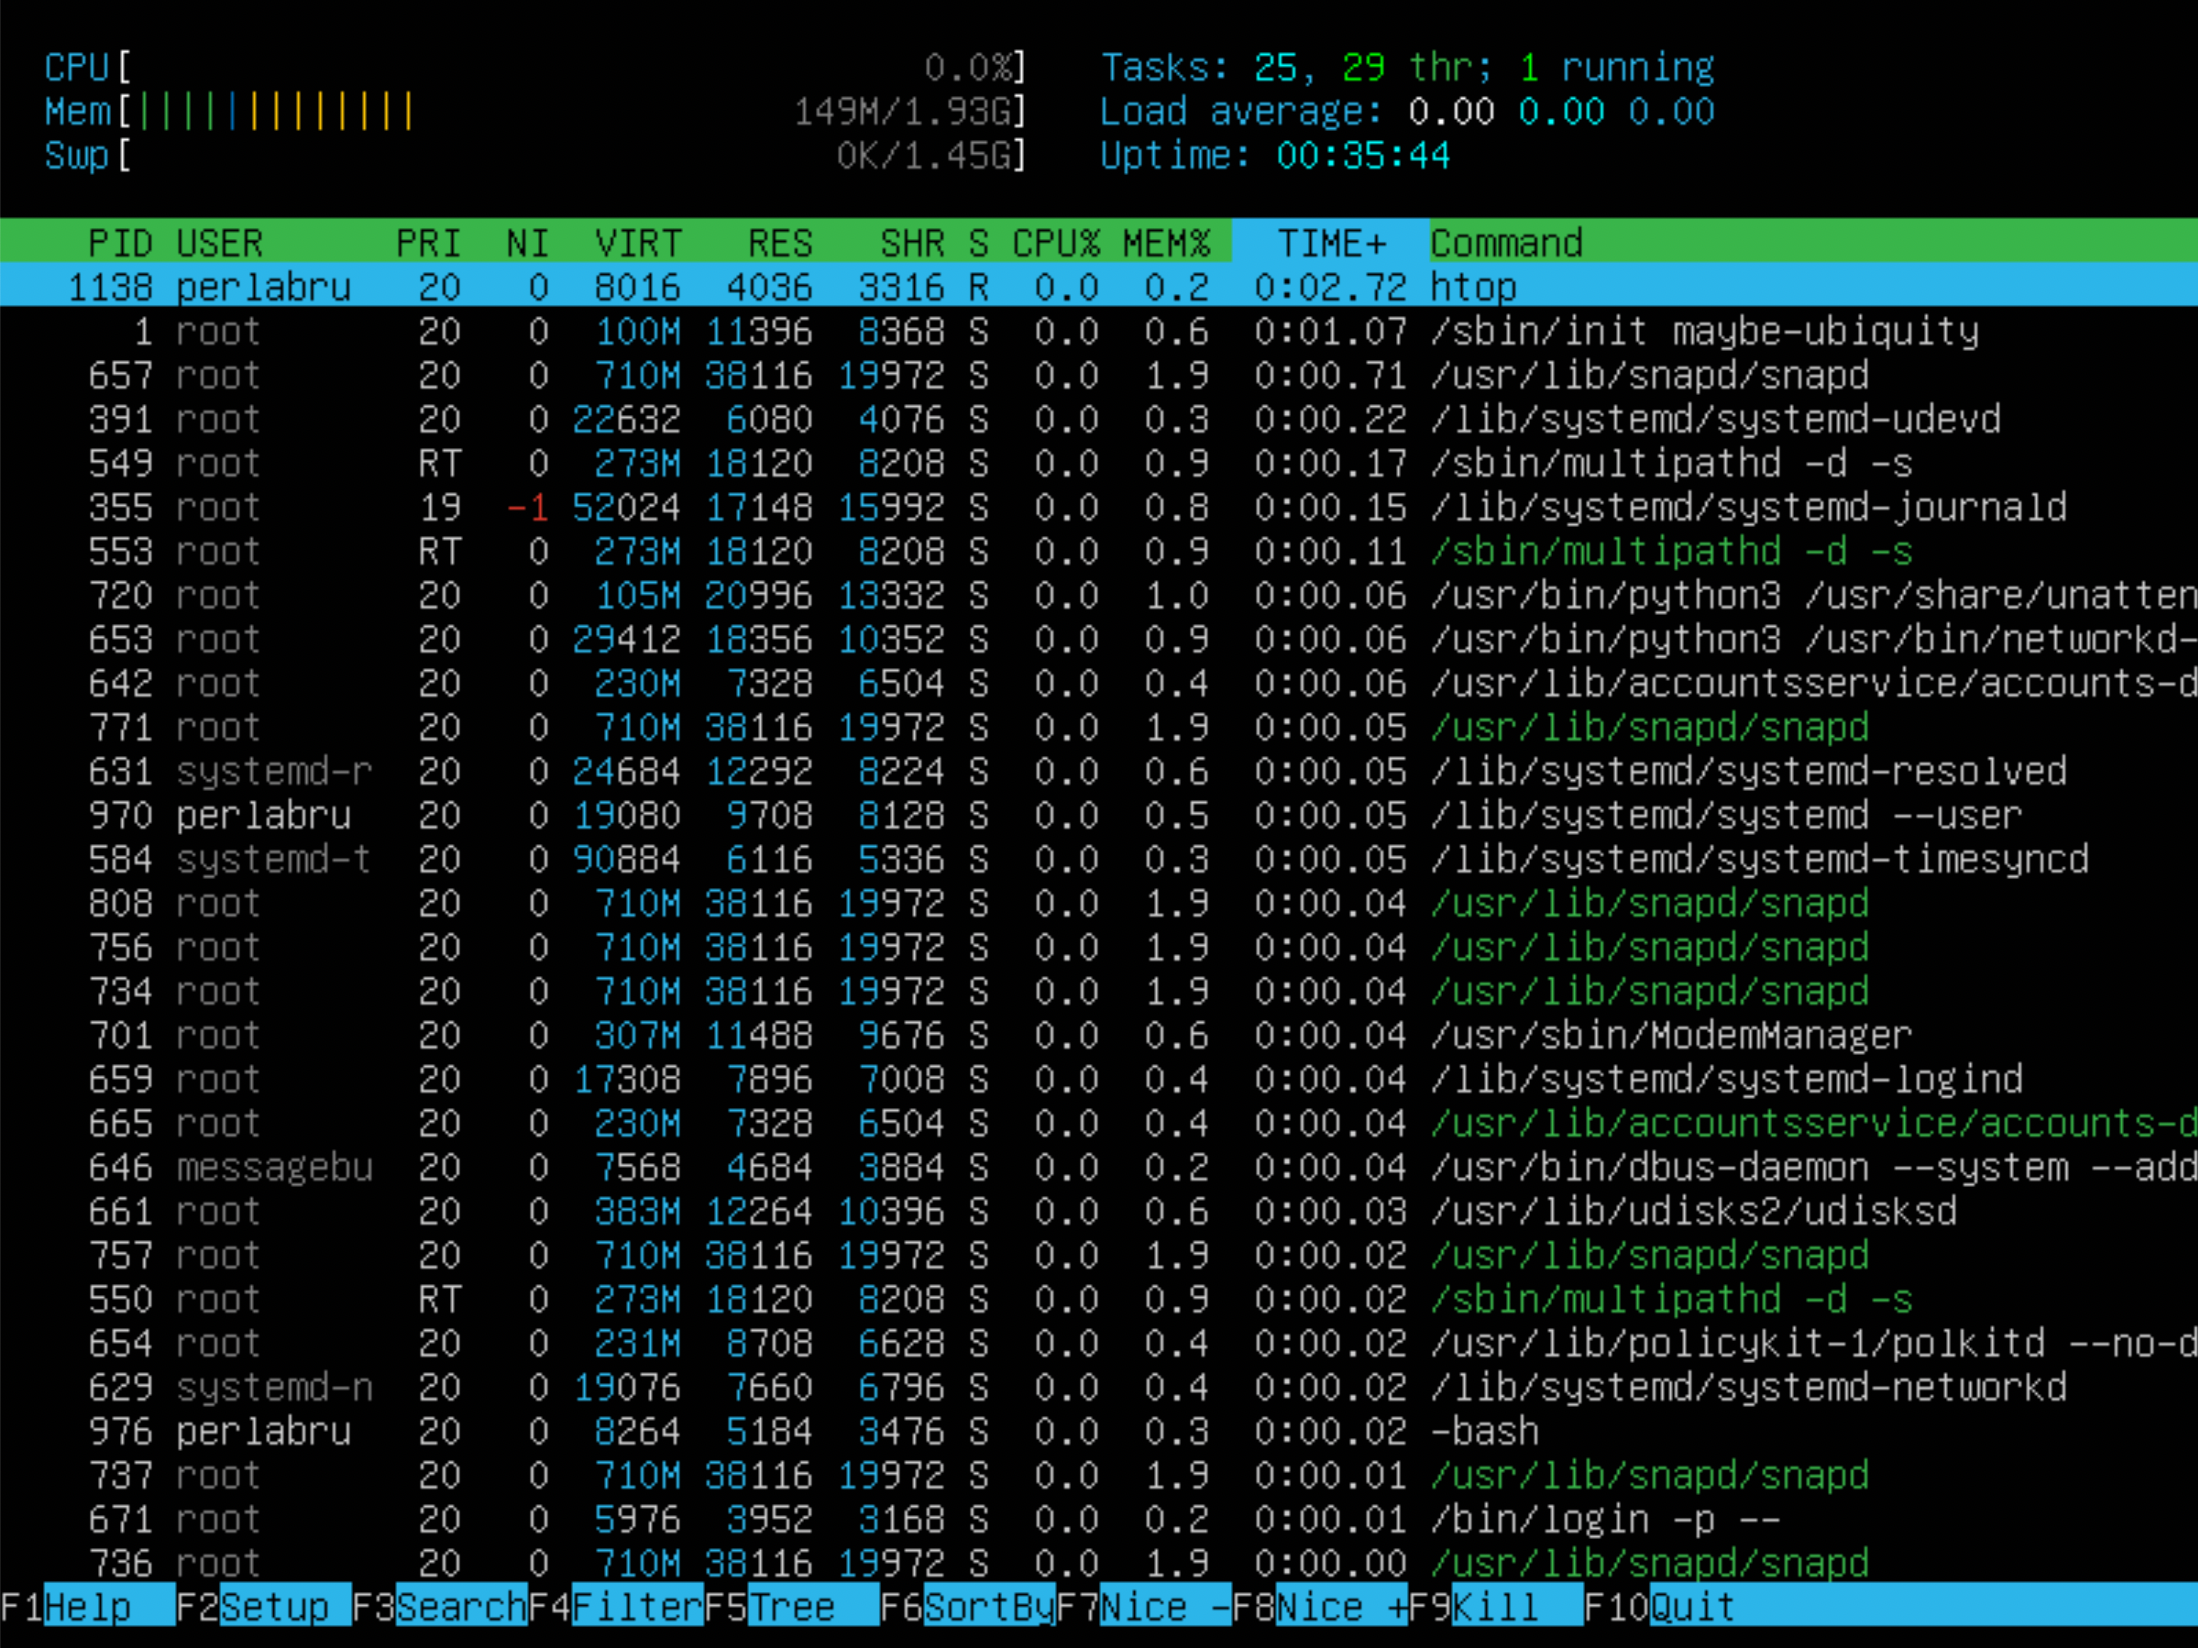 CPU[ 0.0%] Tasks: 25, 29 thr; 1 running
Mem[||||||||||||| 149M/1.93G] Load average: 0.00 0.00 0.00
Swp[ 0K/1.45G] Uptime: 00:35:44
PID USER PRI NI VIRT RES SHR S CPU% MEM% TIME+ Command
1138 perlabru 20 0 8016 4036 3316 R 0.0 0.2 0:02.72 htop
1 root 20 0 100M 11396 8368 S 0.0 0.6 0:01.07 /sbin/init maybe-ubiquity
657 root 20 0 710M 38116 19972 S 0.0 1.9 0:00.71 /usr/lib/snapd/snapd
391 root 20 0 22632 6080 4076 S 0.0 0.3 0:00.22 /lib/systemd/systemd-udevd
549 root RT 0 273M 18120 8208 S 0.0 0.9 0:00.17 /sbin/multipathd -d -s
355 root 19 -1 52024 17148 15992 S 0.0 0.8 0:00.15 /lib/systemd/systemd-journald
553 root RT 0 273M 18120 8208 S 0.0 0.9 0:00.11 /sbin/multipathd -d -s
720 root 20 0 105M 20996 13332 S 0.0 1.0 0:00.06 /usr/bin/python3 /usr/share/unatten
653 root 20 0 29412 18356 10352 S 0.0 0.9 0:00.06 /usr/bin/python3 /usr/bin/networkd-
642 root 20 0 230M 7328 6504 S 0.0 0.4 0:00.06 /usr/lib/accountsservice/accounts-d
771 root 20 0 710M 38116 19972 S 0.0 1.9 0:00.05 /usr/lib/snapd/snapd
631 systemd-r 20 0 24684 12292 8224 S 0.0 0.6 0:00.05 /lib/systemd/systemd-resolved
970 perlabru 20 0 19080 9708 8128 S 0.0 0.5 0:00.05 /lib/systemd/systemd --user
584 systemd-t 20 0 90884 6116 5336 S 0.0 0.3 0:00.05 /lib/systemd/systemd-timesyncd
808 root 20 0 710M 38116 19972 S 0.0 1.9 0:00.04 /usr/lib/snapd/snapd
756 root 20 0 710M 38116 19972 S 0.0 1.9 0:00.04 /usr/lib/snapd/snapd
734 root 20 0 710M 38116 19972 S 0.0 1.9 0:00.04 /usr/lib/snapd/snapd
701 root 20 0 307M 11488 9676 S 0.0 0.6 0:00.04 /usr/sbin/ModemManager
659 root 20 0 17308 7896 7008 S 0.0 0.4 0:00.04 /lib/systemd/systemd-logind
665 root 20 0 230M 7328 6504 S 0.0 0.4 0:00.04 /usr/lib/accountsservice/accounts-d
646 messagebu 20 0 7568 4684 3884 S 0.0 0.2 0:00.04 /usr/bin/dbus-daemon --system --add
661 root 20 0 383M 12264 10396 S 0.0 0.6 0:00.03 /usr/lib/udisks2/udisksd
757 root 20 0 710M 38116 19972 S 0.0 1.9 0:00.02 /usr/lib/snapd/snapd
550 root RT 0 273M 18120 8208 S 0.0 0.9 0:00.02 /sbin/multipathd -d -s
654 root 20 0 231M 8708 6628 S 0.0 0.4 0:00.02 /usr/lib/policykit-1/polkitd --no-d
629 systemd-n 20 0 19076 7660 6796 S 0.0 0.4 0:00.02 /lib/systemd/systemd-networkd
976 perlabru 20 0 8264 5184 3476 S 0.0 0.3 0:00.02 -bash
737 root 20 0 710M 38116 19972 S 0.0 1.9 0:00.01 /usr/lib/snapd/snapd
671 root 20 0 5976 3952 3168 S 0.0 0.2 0:00.01 /bin/login -p --
736 root 20 0 710M 38116 19972 S 0.0 1.9 0:00.00 /usr/lib/snapd/snapd
F1Help F2Setup F3SearchF4FilterF5Tree F6SortByF7Nice -F8Nice +F9Kill F10Quit